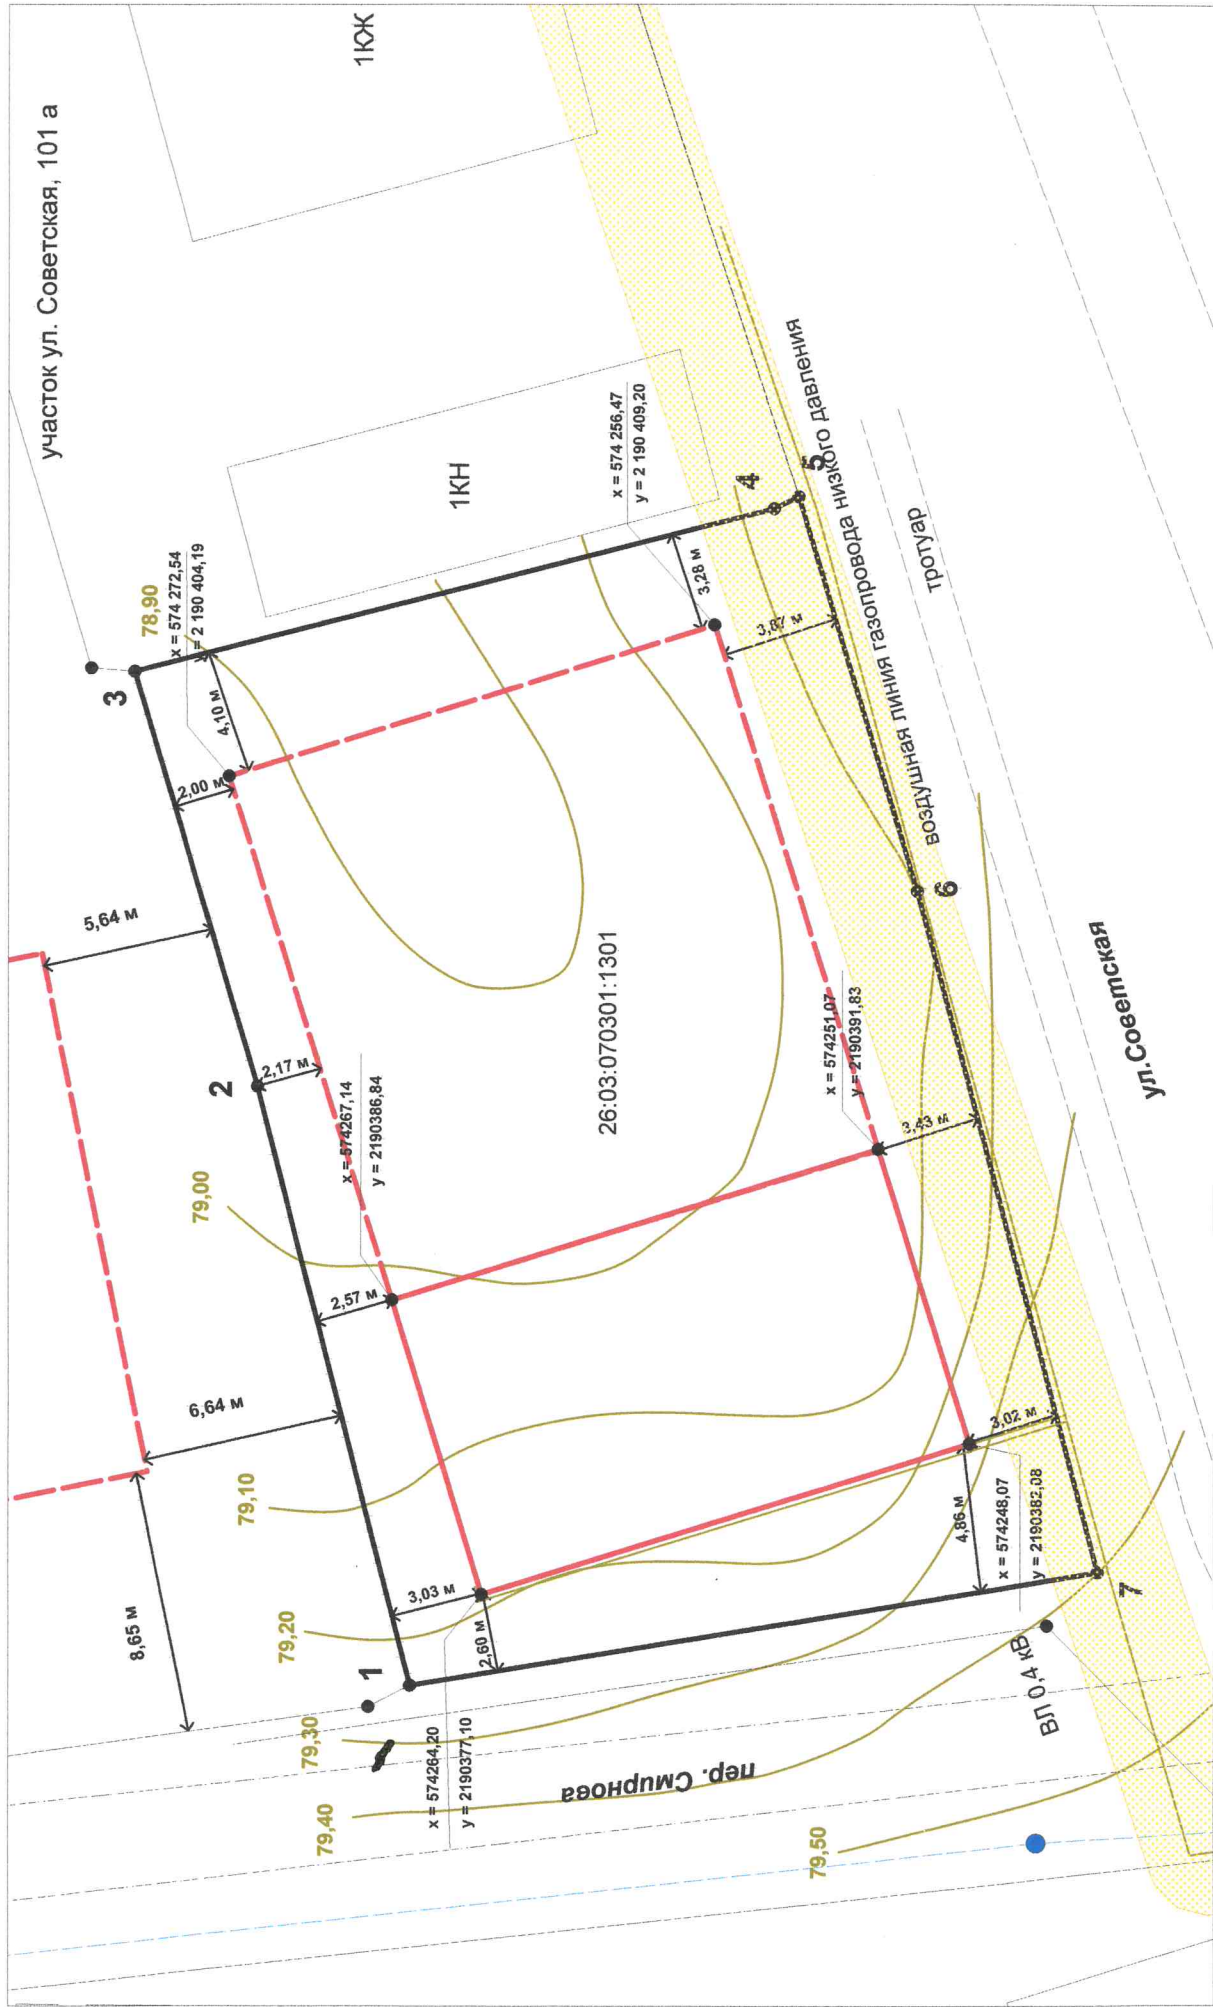 участок ул. Советская, 101 а
1КЖ
3
78,90
x = 574 272,54
= 2 190 404,19
1КН
x = 574 256,47
y = 2 190 409,20
4
5
4,10 м
2,00 м
3,28 м
3,87 м
воздушная линия газопровода низкого давления
тротуар
5,64 м
2
2,17 м
26:03:070301:1301
6
ул.Советская
79,00
x = 574267,14
y = 2190386,84
x = 574251,07
y = 2190391,83
3,43 м
2,57 м
6,64 м
79,10
3,02 м
4,86 м
x = 574248,07
y = 2190382,08
8,65 м
79,20
3,03 м
2,60 м
1
7
ВЛ 0,4 кВ
79,30
79,40
x = 574264,20
y = 2190377,10
пер. Смирнова
79,50